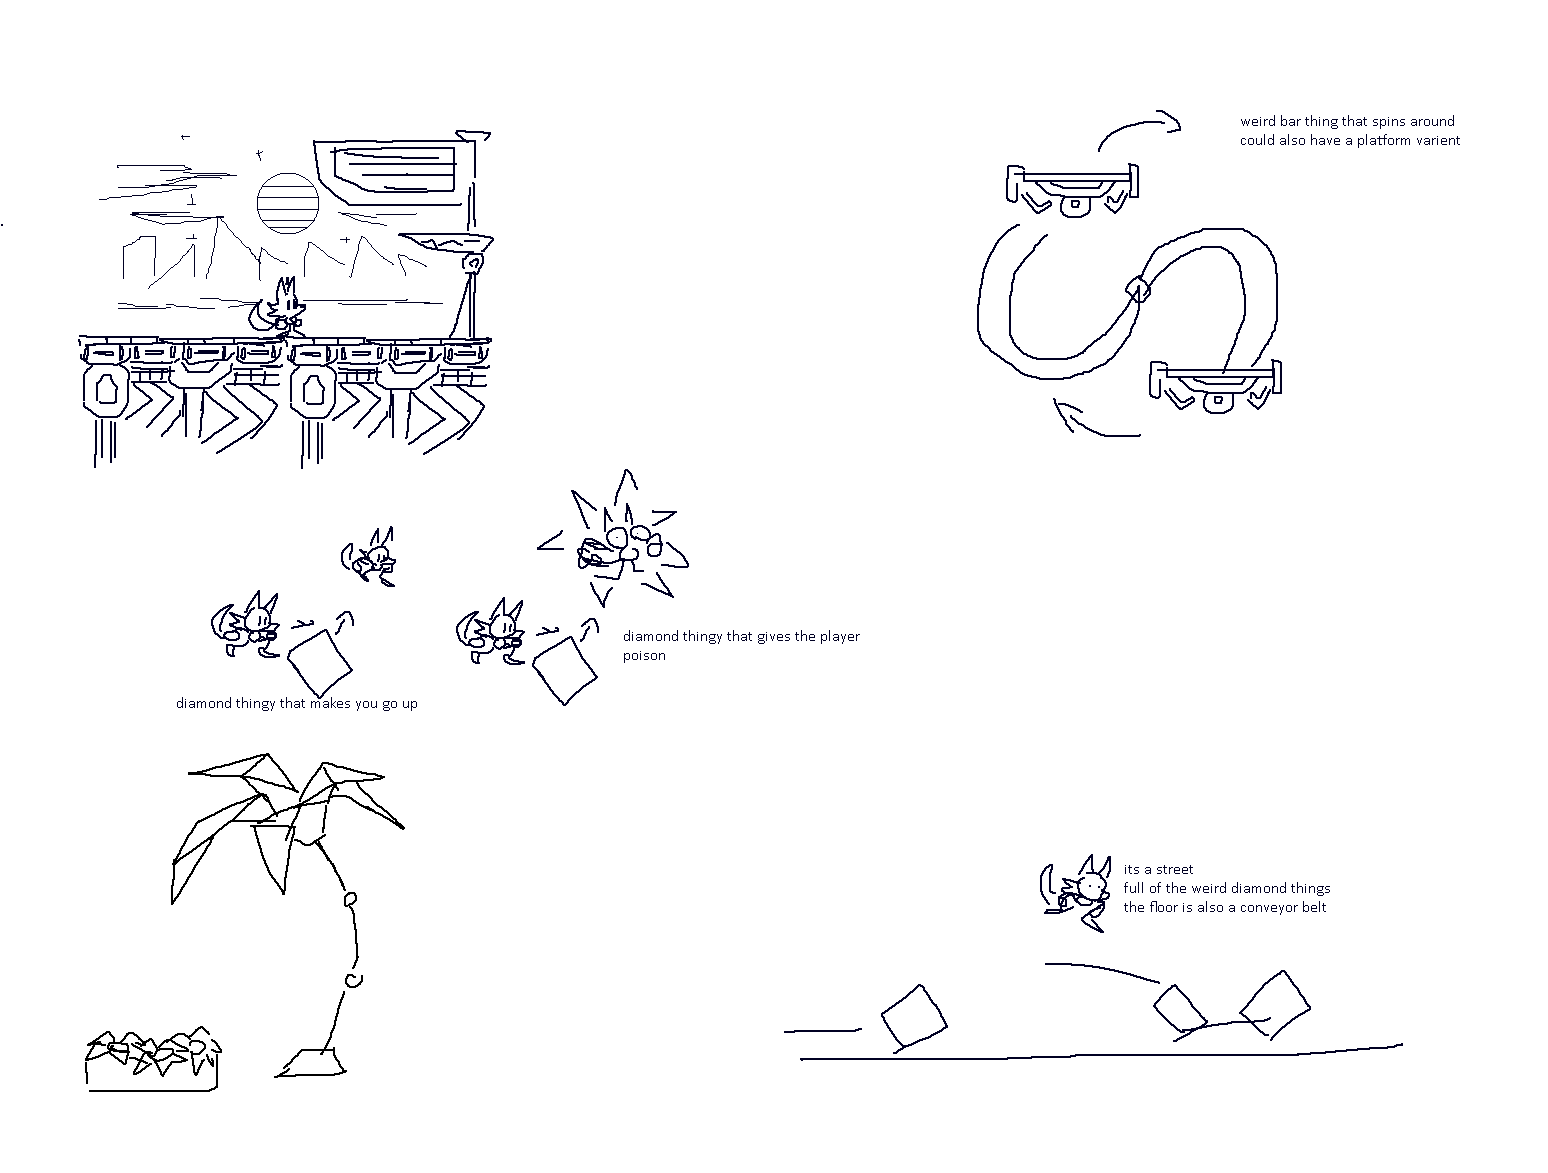 weird bar thing that spins around
could also have a platform varient
diamond thingy that gives the player
poison
diamond thingy that makes you go up
its a street
full of the weird diamond things
the floor is also a conveyor belt